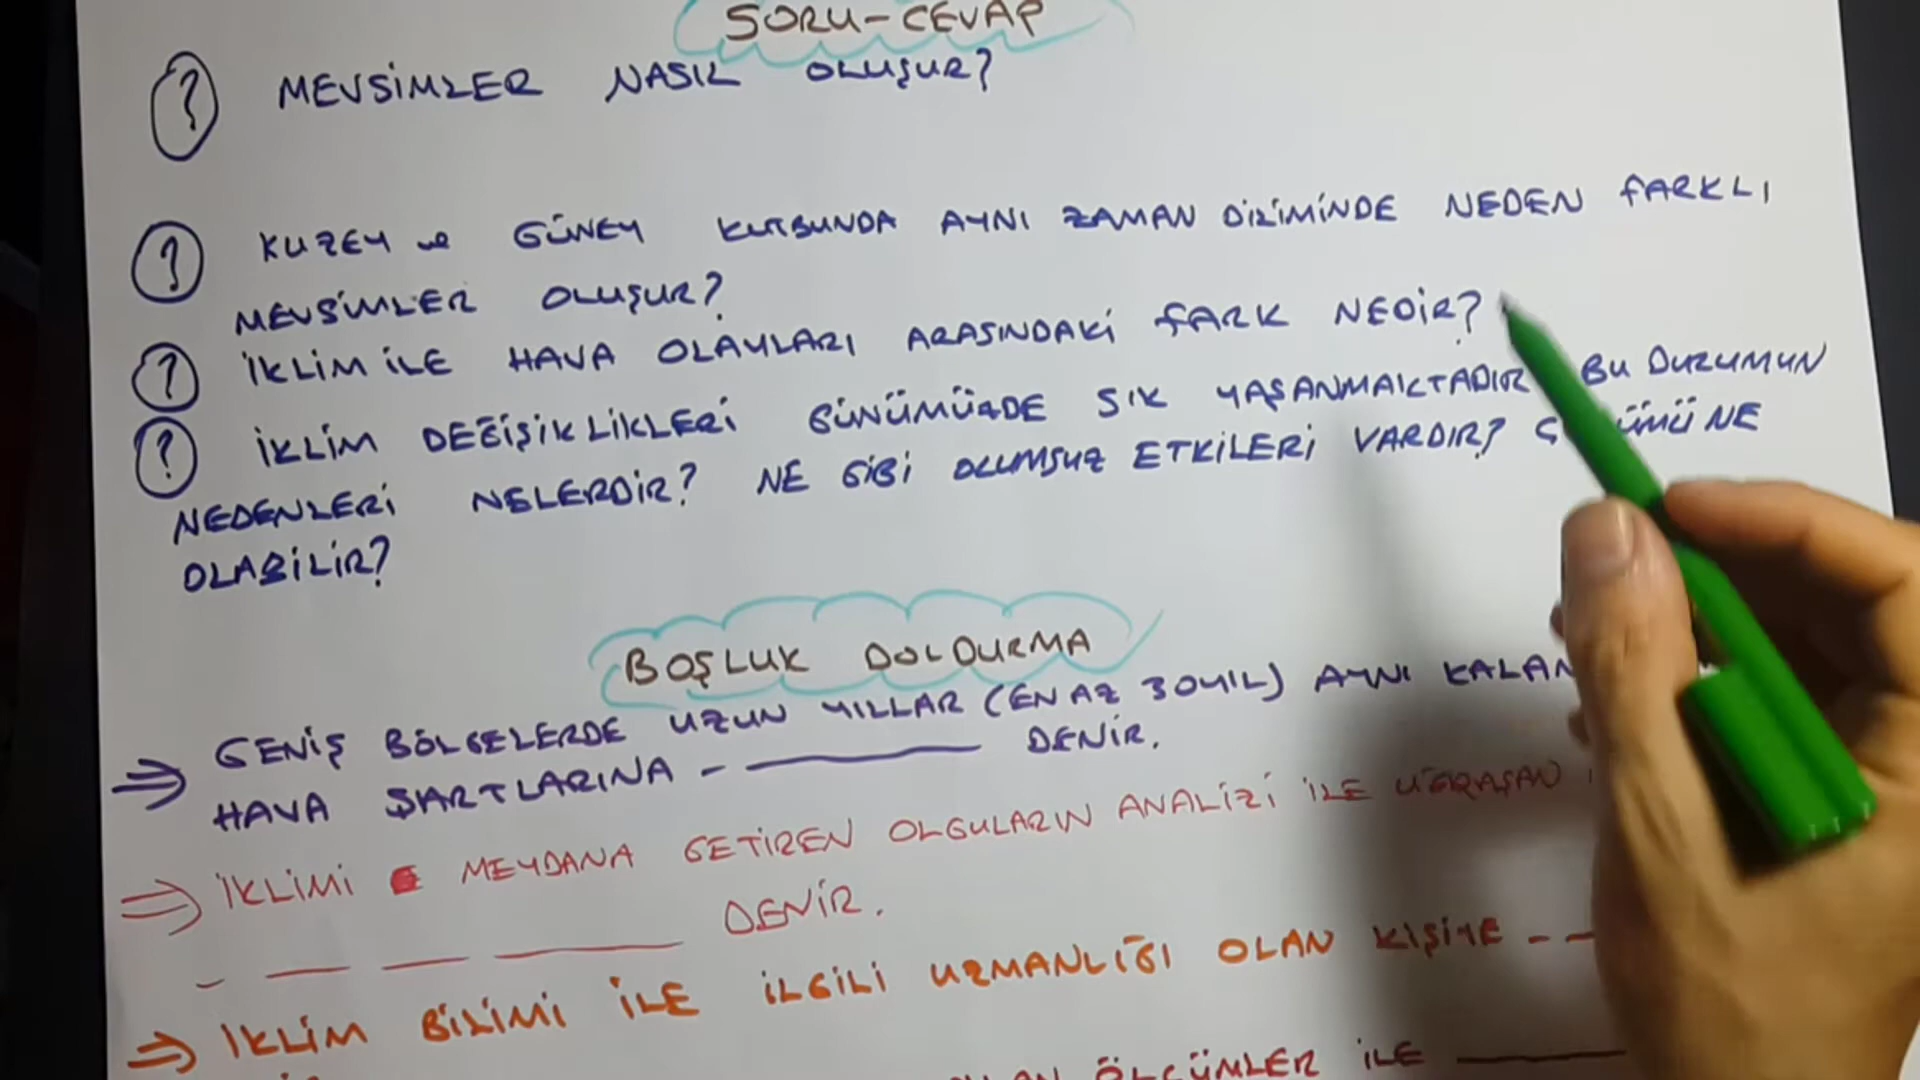 SORU-CEVAP
? MEVSİMLER NASIL OLUŞUR?
? KUZEY ve GÜNEY KUTBUNDA AYNI ZAMAN DİLİMİNDE NEDEN FARKLI
MEVSİMLER OLUŞUR?
? İKLİM İLE HAVA OLAYLARI ARASINDAKİ FARK NEDİR?
? İKLİM DEĞİŞİKLİKLERİ GÜNÜMÜZDE SIK YAŞANMAKTADIR BU DURUMUN
NEDENLERİ NELERDİR? NE GİBİ OLUMSUZ ETKİLERİ VARDIR? NE
OLABİLİR?
BOŞLUK DOLDURMA
⇒ GENİŞ BÖLGELERDE UZUN YILLAR (EN AZ 30 YIL) AYNI KALAN
HAVA ŞARTLARINA - ———— DENİR.
⇒ İKLİMİ MEYDANA GETİREN OLGULARIN ANALİZİ İLE UĞRAŞAN
- — — —— DENİR.
⇒ İKLİM BİLİMİ İLE İLGİLİ UZMANLIĞI OLAN KİŞİYE - -
ÖLÇÜMLER İLE ———